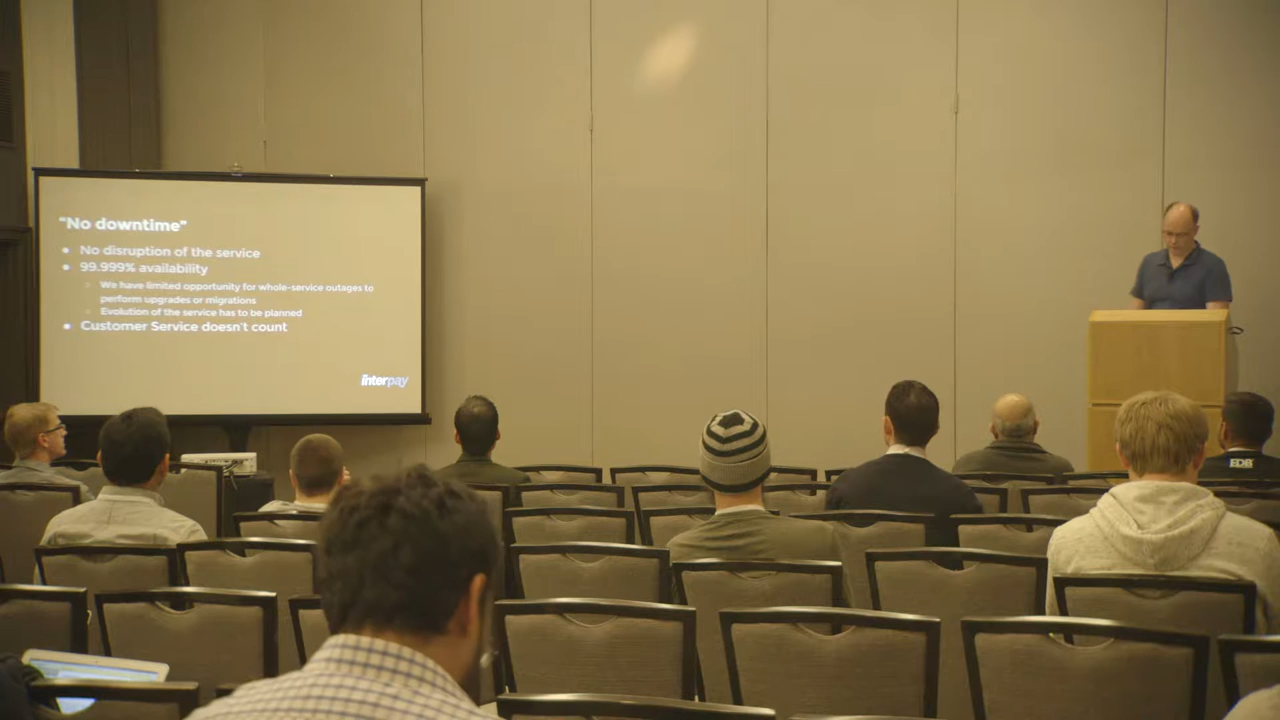 "No downtime"
● No disruption of the service
● 99.999% availability
○ We have limited opportunity for whole-service outages to
perform upgrades or migrations
○ Evolution of the service has to be planned
● Customer Service doesn't count
interpay
EDB